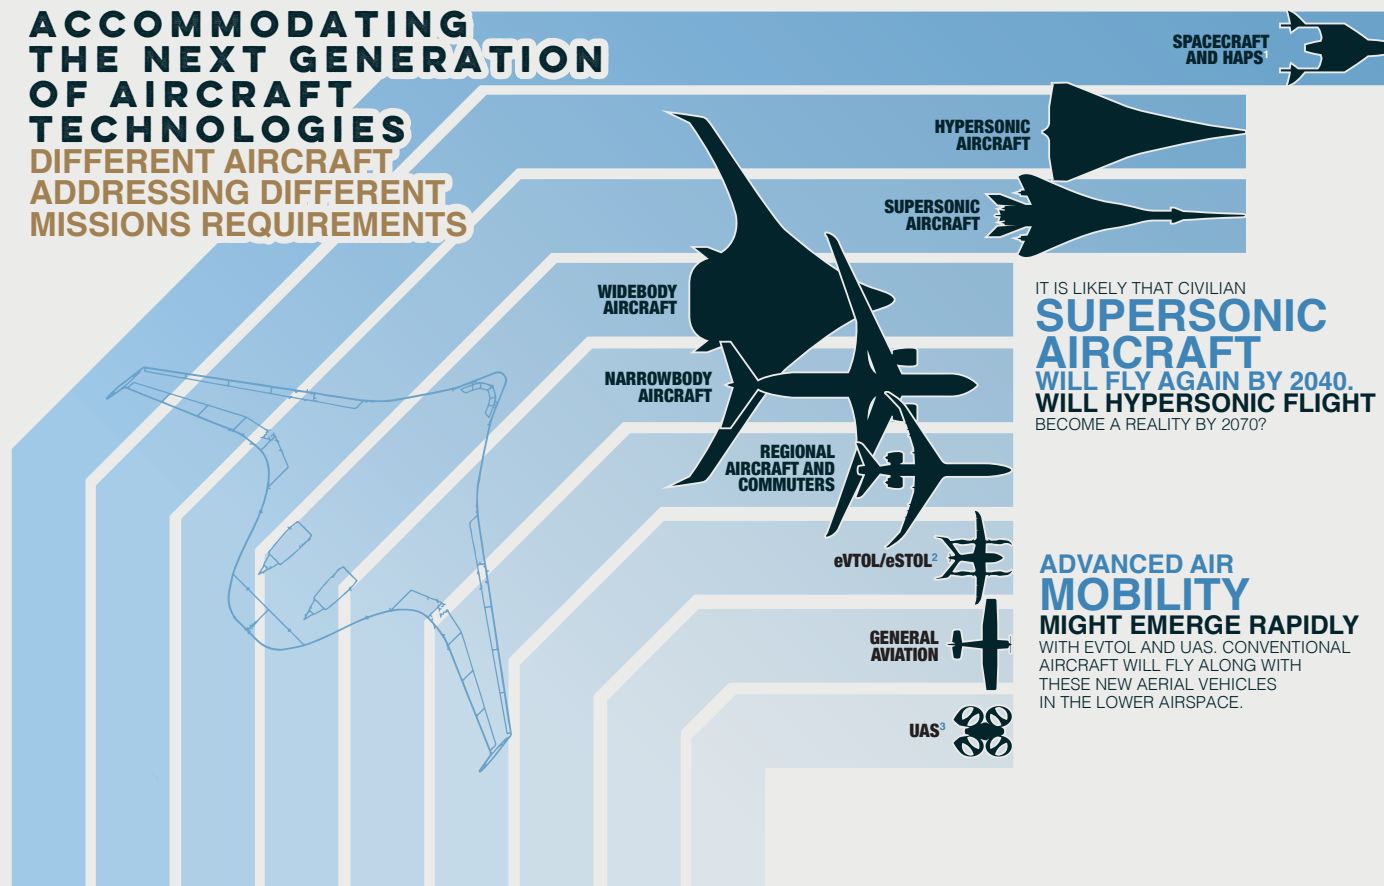 ACCOMMODATING
THE NEXT GENERATION
OF AIRCRAFT
TECHNOLOGIES
DIFFERENT AIRCRAFT
ADDRESSING DIFFERENT
MISSIONS REQUIREMENTS
SPACECRAFT
AND HAPS¹
HYPERSONIC
AIRCRAFT
SUPERSONIC
AIRCRAFT
WIDEBODY
AIRCRAFT
NARROWBODY
AIRCRAFT
REGIONAL
AIRCRAFT AND
COMMUTERS
eVTOL/eSTOL²
GENERAL
AVIATION
UAS³
IT IS LIKELY THAT CIVILIAN
SUPERSONIC
AIRCRAFT
WILL FLY AGAIN BY 2040.
WILL HYPERSONIC FLIGHT
BECOME A REALITY BY 2070?
ADVANCED AIR
MOBILITY
MIGHT EMERGE RAPIDLY
WITH EVTOL AND UAS. CONVENTIONAL
AIRCRAFT WILL FLY ALONG WITH
THESE NEW AERIAL VEHICLES
IN THE LOWER AIRSPACE.